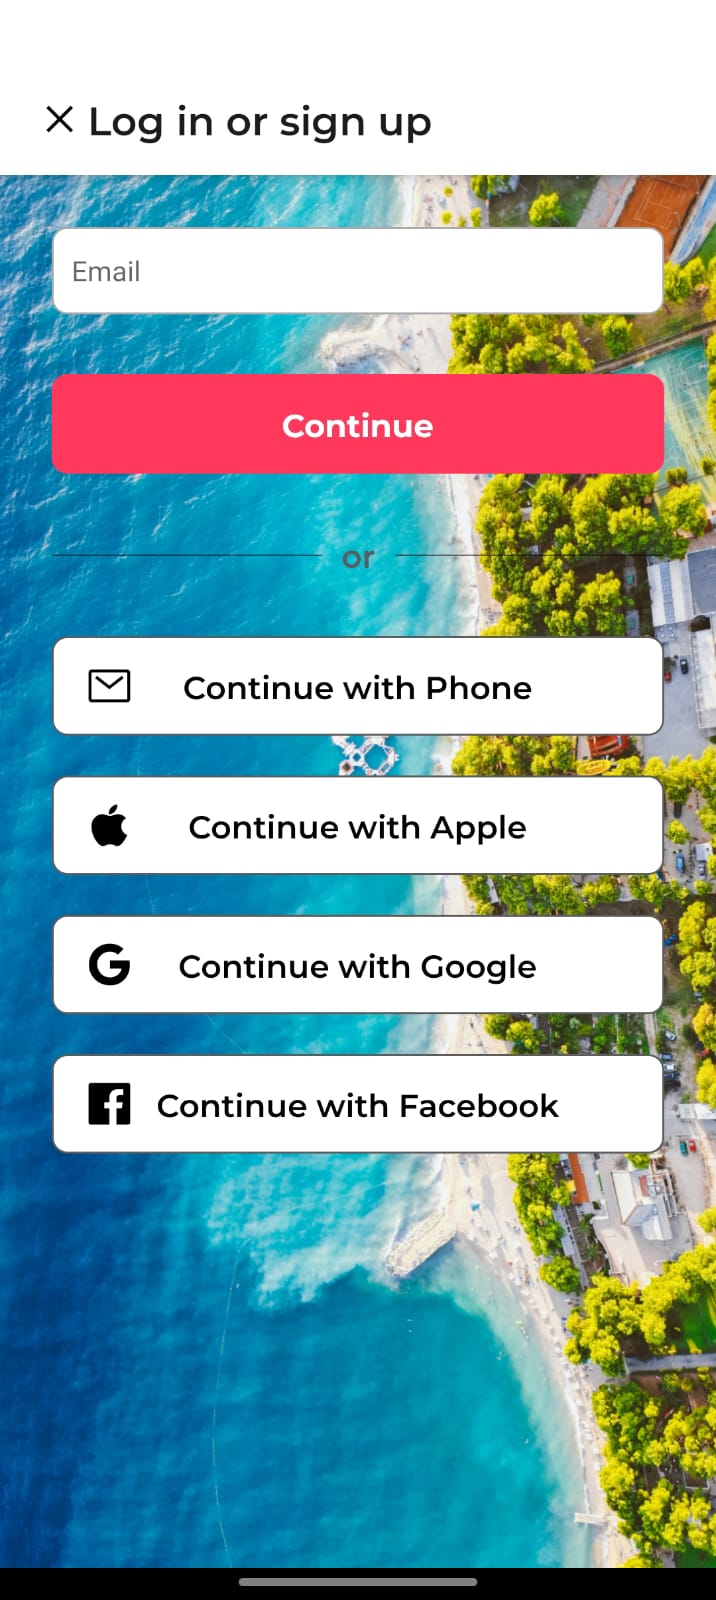 Log in or sign up
Email
Continue
or
Continue with Phone
Continue with Apple
Continue with Google
Continue with Facebook